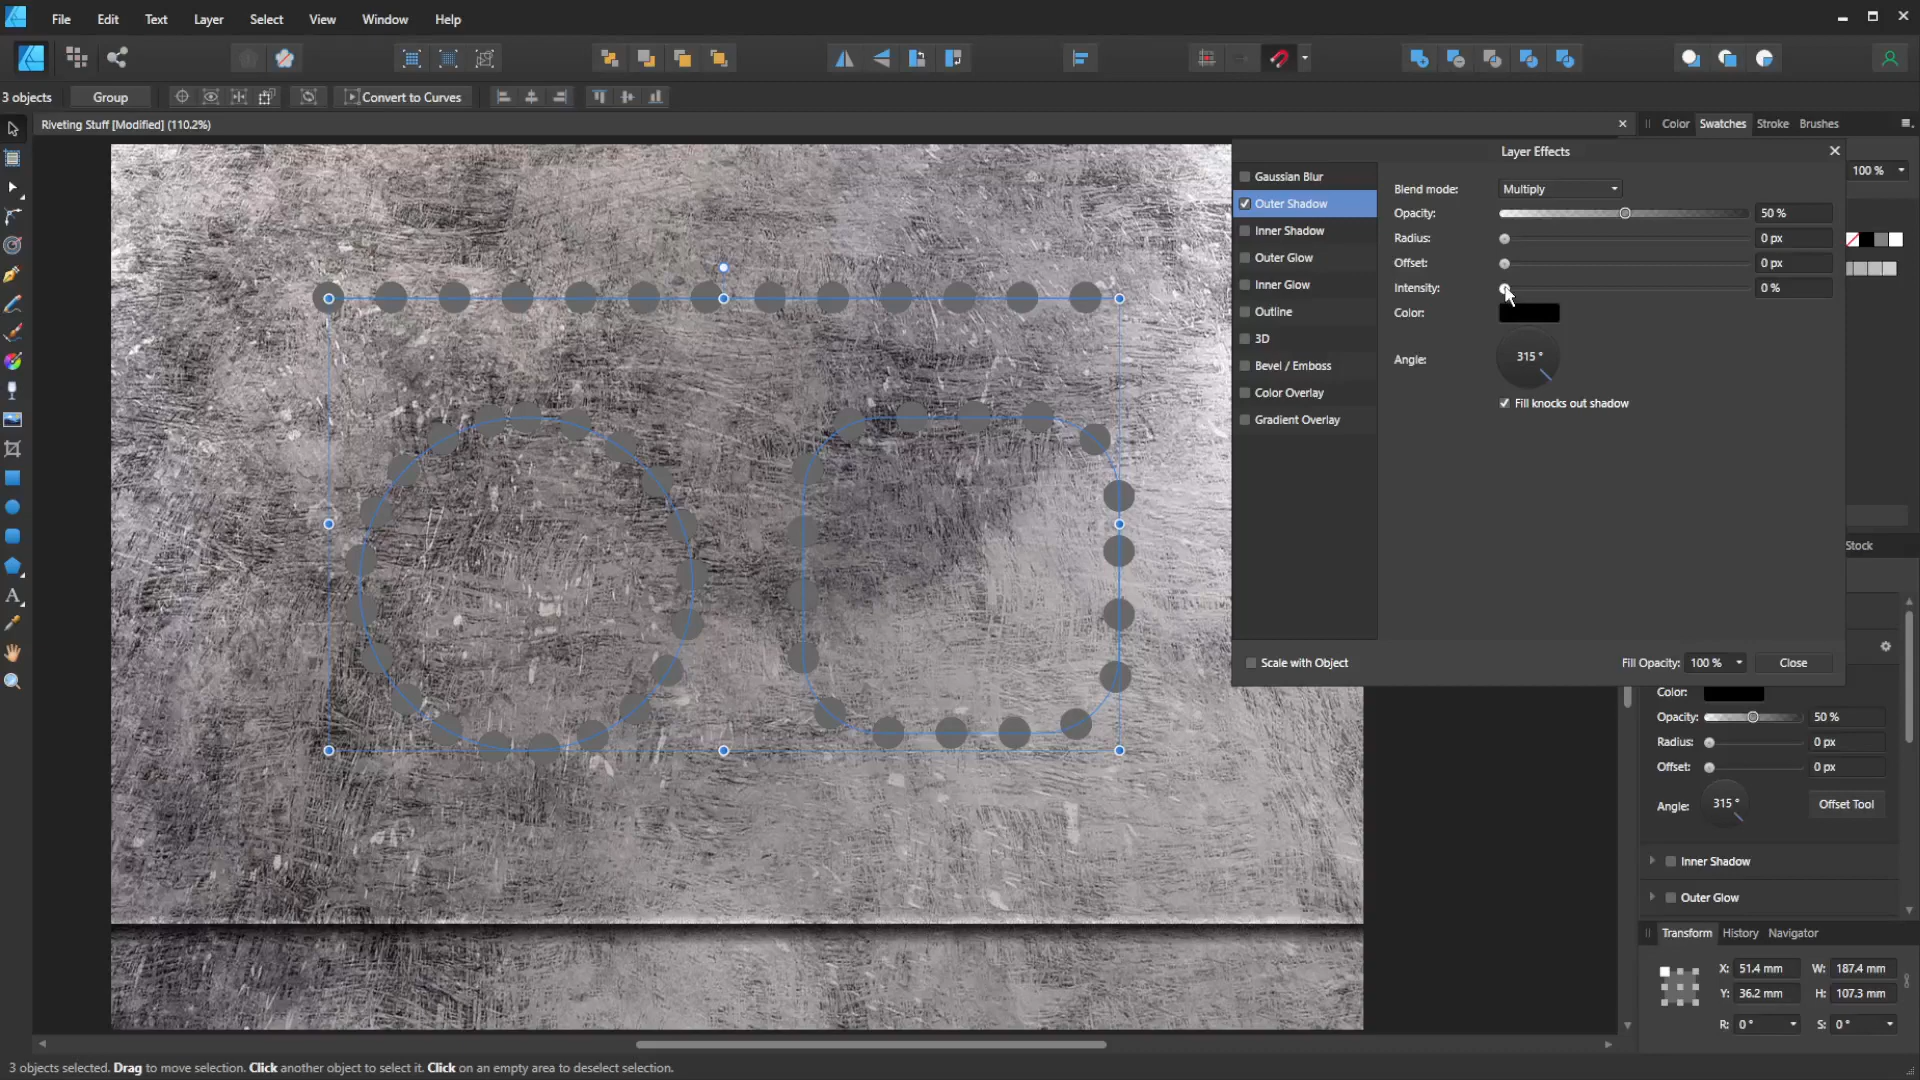 File Edit Text Layer Select View Window Help
3 objects Group Convert to Curves
Riveting Stuff [Modified] (110.2%)
Color Swatches Stroke Brushes
Layer Effects
100 %
Gaussian Blur
Outer Shadow
Inner Shadow
Outer Glow
Inner Glow
Outline
3D
Bevel / Emboss
Color Overlay
Gradient Overlay
Blend mode: Multiply
Opacity: 50 %
Radius: 0 px
Offset: 0 px
Intensity: 0 %
Color:
Angle: 315 °
Fill knocks out shadow
Stock
Scale with Object
Fill Opacity: 100 % Close
Color:
Opacity: 50 %
Radius: 0 px
Offset: 0 px
Angle: 315 ° Offset Tool
Inner Shadow
Outer Glow
Transform History Navigator
X: 51.4 mm W: 187.4 mm
Y: 36.2 mm H: 107.3 mm
R: 0 ° S: 0 °
3 objects selected. Drag to move selection. Click another object to select it. Click on an empty area to deselect selection.